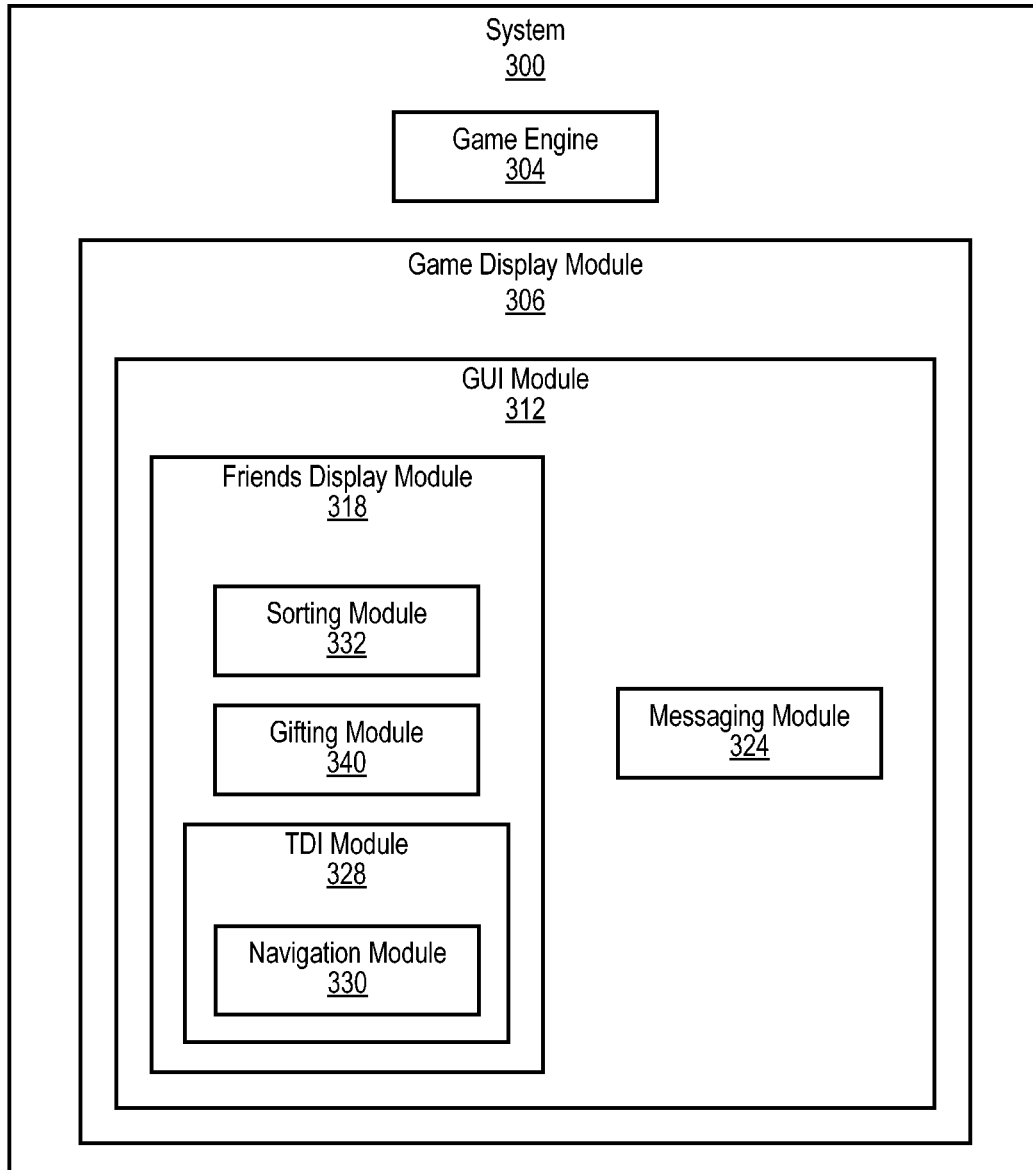 System
300
Game Engine
304
Game Display Module
306
GUI Module
312
Friends Display Module
318
Sorting Module
332
Gifting Module
340
Messaging Module
324
TDI Module
328
Navigation Module
330